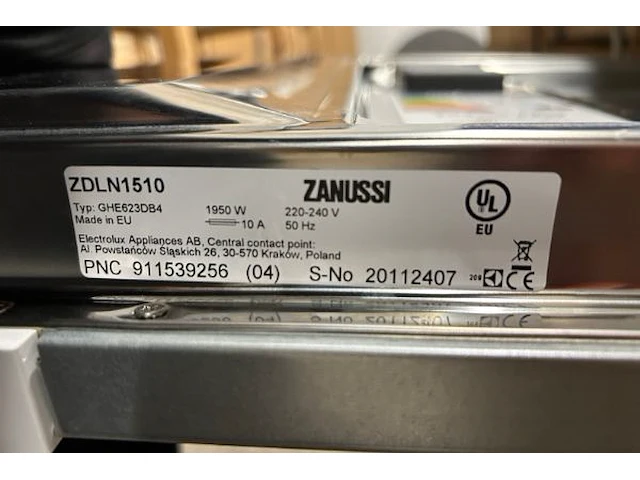 ZDLN1510 ZANUSSI UL
Typ: GHE623DB4 1950 W 220-240 V
Made in EU 10 A 50 Hz EU
Electrolux Appliances AB, Central contact point:
Al. Powstańców Śląskich 26, 30-570 Kraków, Poland
PNC 911539256 (04) S-No 20112407 CE